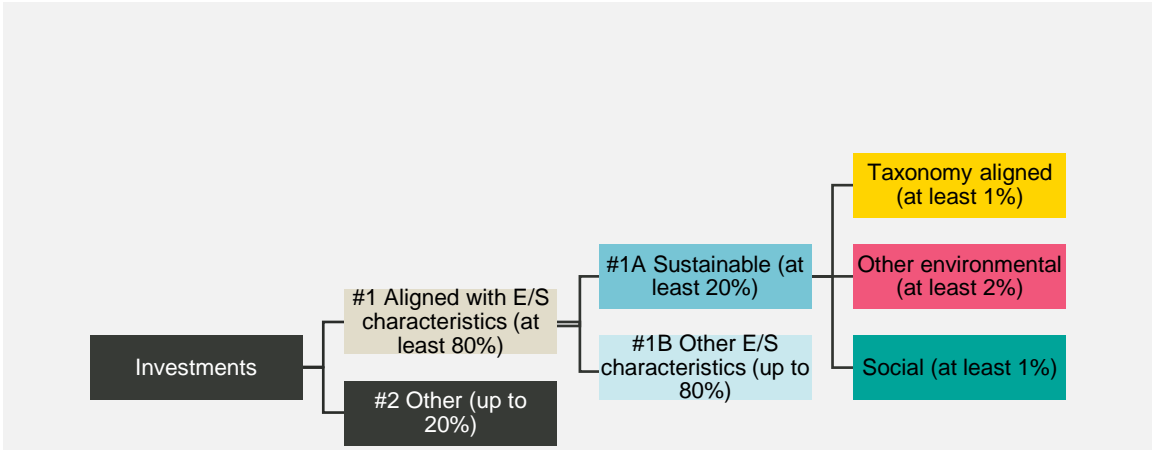 Investments
#1 Aligned with E/S
characteristics (at
least 80%)
#2 Other (up to
20%)
#1A Sustainable (at
least 20%)
#1B Other E/S
characteristics (up to
80%)
Taxonomy aligned
(at least 1%)
Other environmental
(at least 2%)
Social (at least 1%)